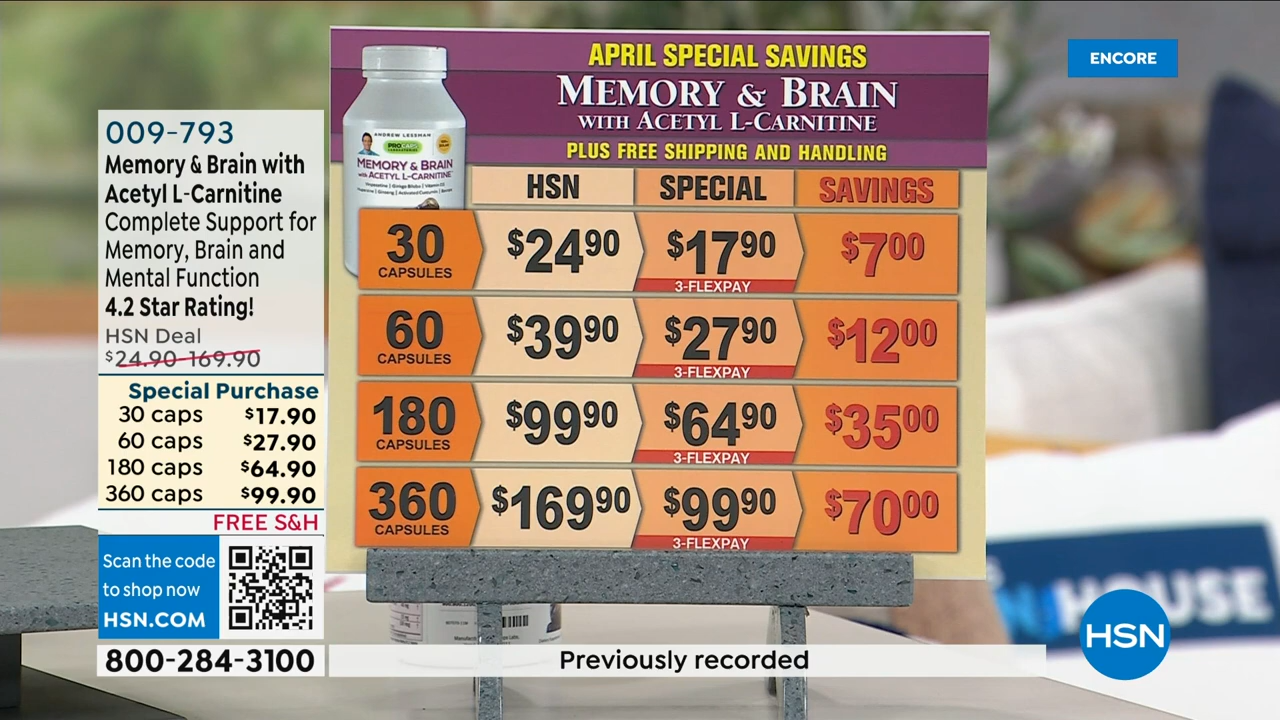 ENCORE
009-793
Memory & Brain with
Acetyl L-Carnitine
Complete Support for
Memory, Brain and
Mental Function
4.2 Star Rating!
HSN Deal
$24.90-169.90
Special Purchase
30 caps $17.90
60 caps $27.90
180 caps $64.90
360 caps $99.90
FREE S&H
Scan the code
to shop now
HSN.COM
800-284-3100
APRIL SPECIAL SAVINGS
MEMORY & BRAIN
WITH ACETYL L-CARNITINE
PLUS FREE SHIPPING AND HANDLING
ANDREW LESSMAN
PROCAPS
LABORATORIES
MEMORY & BRAIN
with ACETYL L-CARNITINE
HSN SPECIAL SAVINGS
30 CAPSULES $24.90 $17.90 $7.00
3-FLEXPAY
60 CAPSULES $39.90 $27.90 $12.00
3-FLEXPAY
180 CAPSULES $99.90 $64.90 $35.00
3-FLEXPAY
360 CAPSULES $169.90 $99.90 $70.00
3-FLEXPAY
HOUSE
HSN
Previously recorded